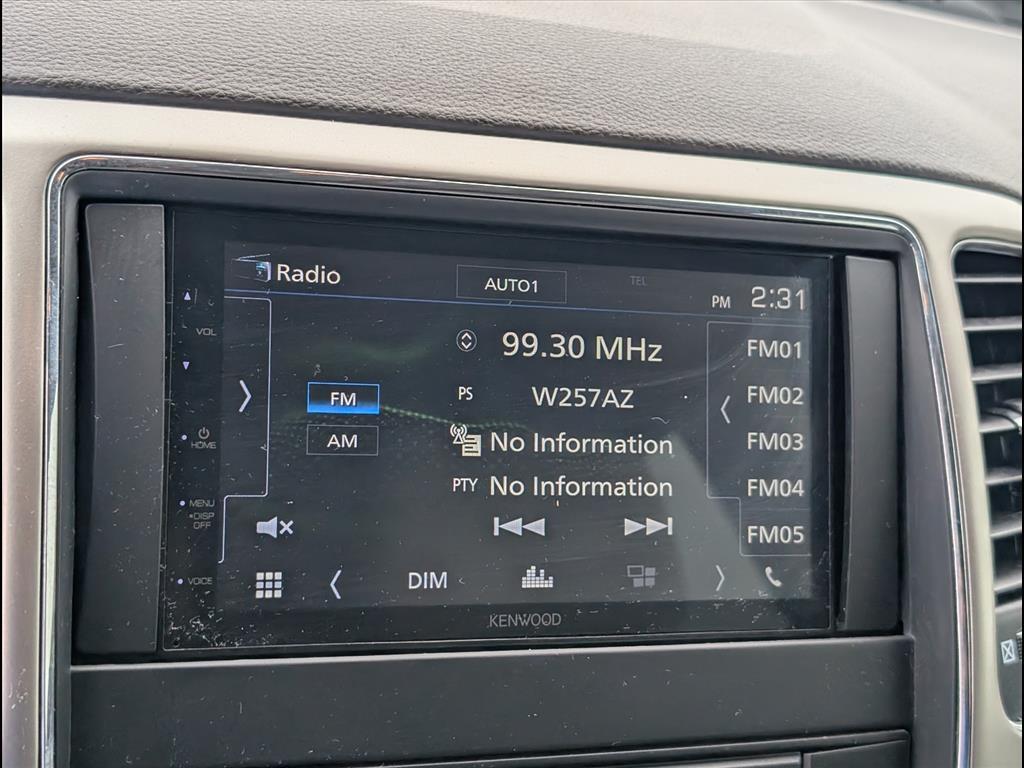 Radio
AUTO1
TEL
PM 2:31
VOL
99.30 MHz
FM01
FM
PS
W257AZ
FM02
AM
No Information
FM03
HOME
PTY No Information
FM04
MENU
•DISP
OFF
FM05
VOICE
DIM
KENWOOD